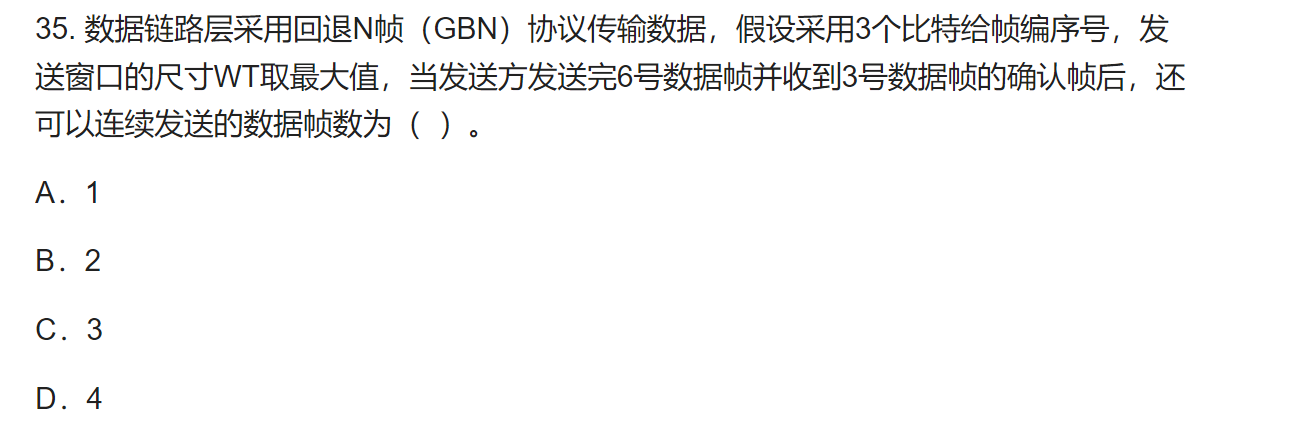 35. 数据链路层采用回退N帧（GBN）协议传输数据，假设采用3个比特给帧编序号，发
送窗口的尺寸WT取最大值，当发送方发送完6号数据帧并收到3号数据帧的确认帧后，还
可以连续发送的数据帧数为（ ）。
A．1
B．2
C．3
D．4